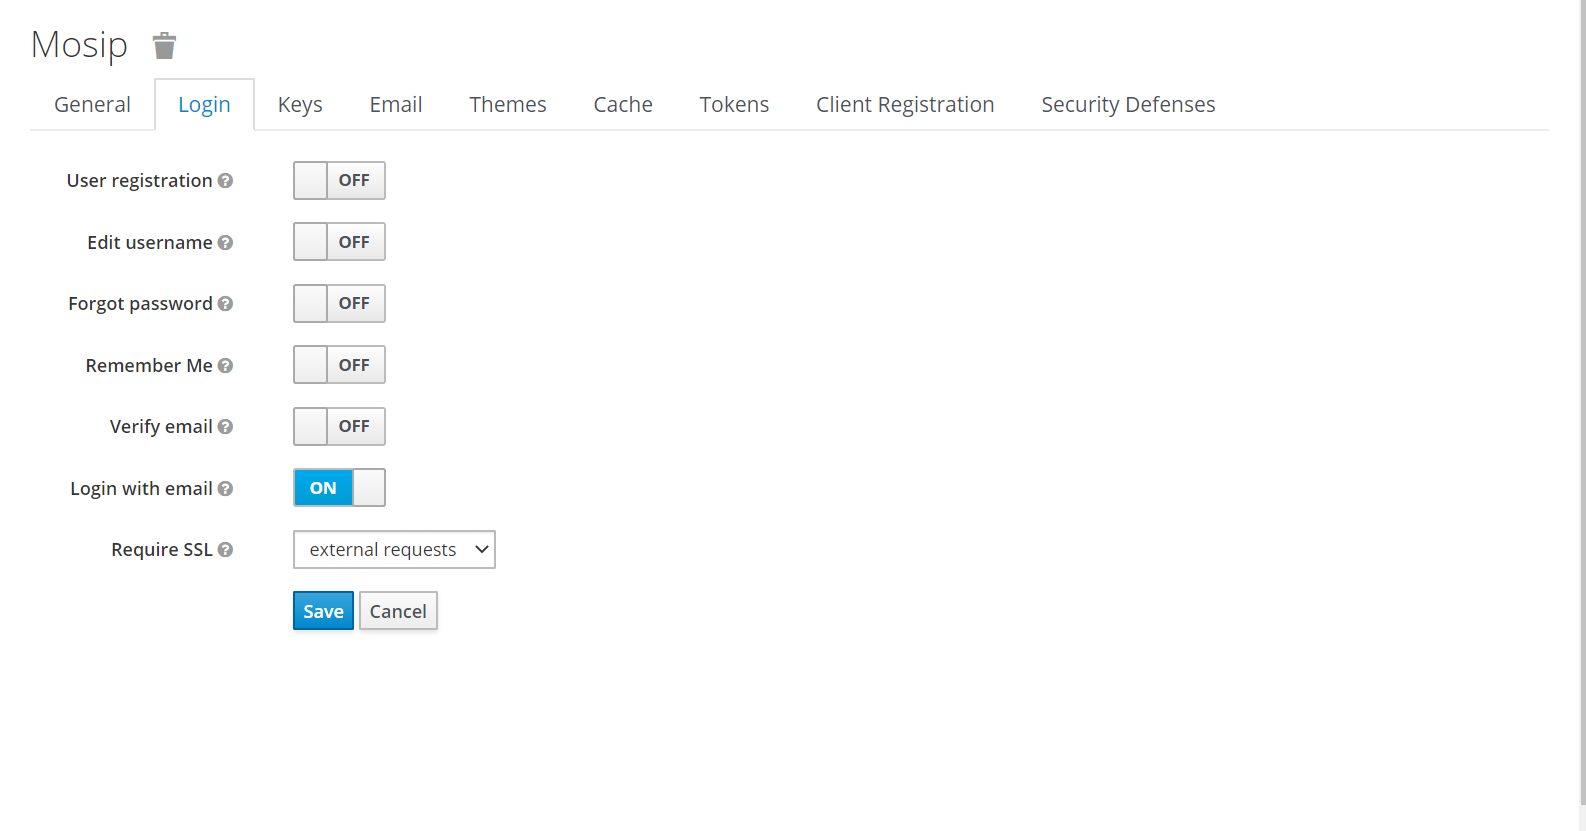 Mosip
General Login Keys Email Themes Cache Tokens Client Registration Security Defenses
User registration OFF
Edit username OFF
Forgot password OFF
Remember Me OFF
Verify email OFF
Login with email ON
Require SSL external requests
Save Cancel